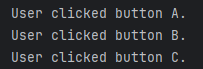 User clicked button A.
User clicked button B.
User clicked button C.